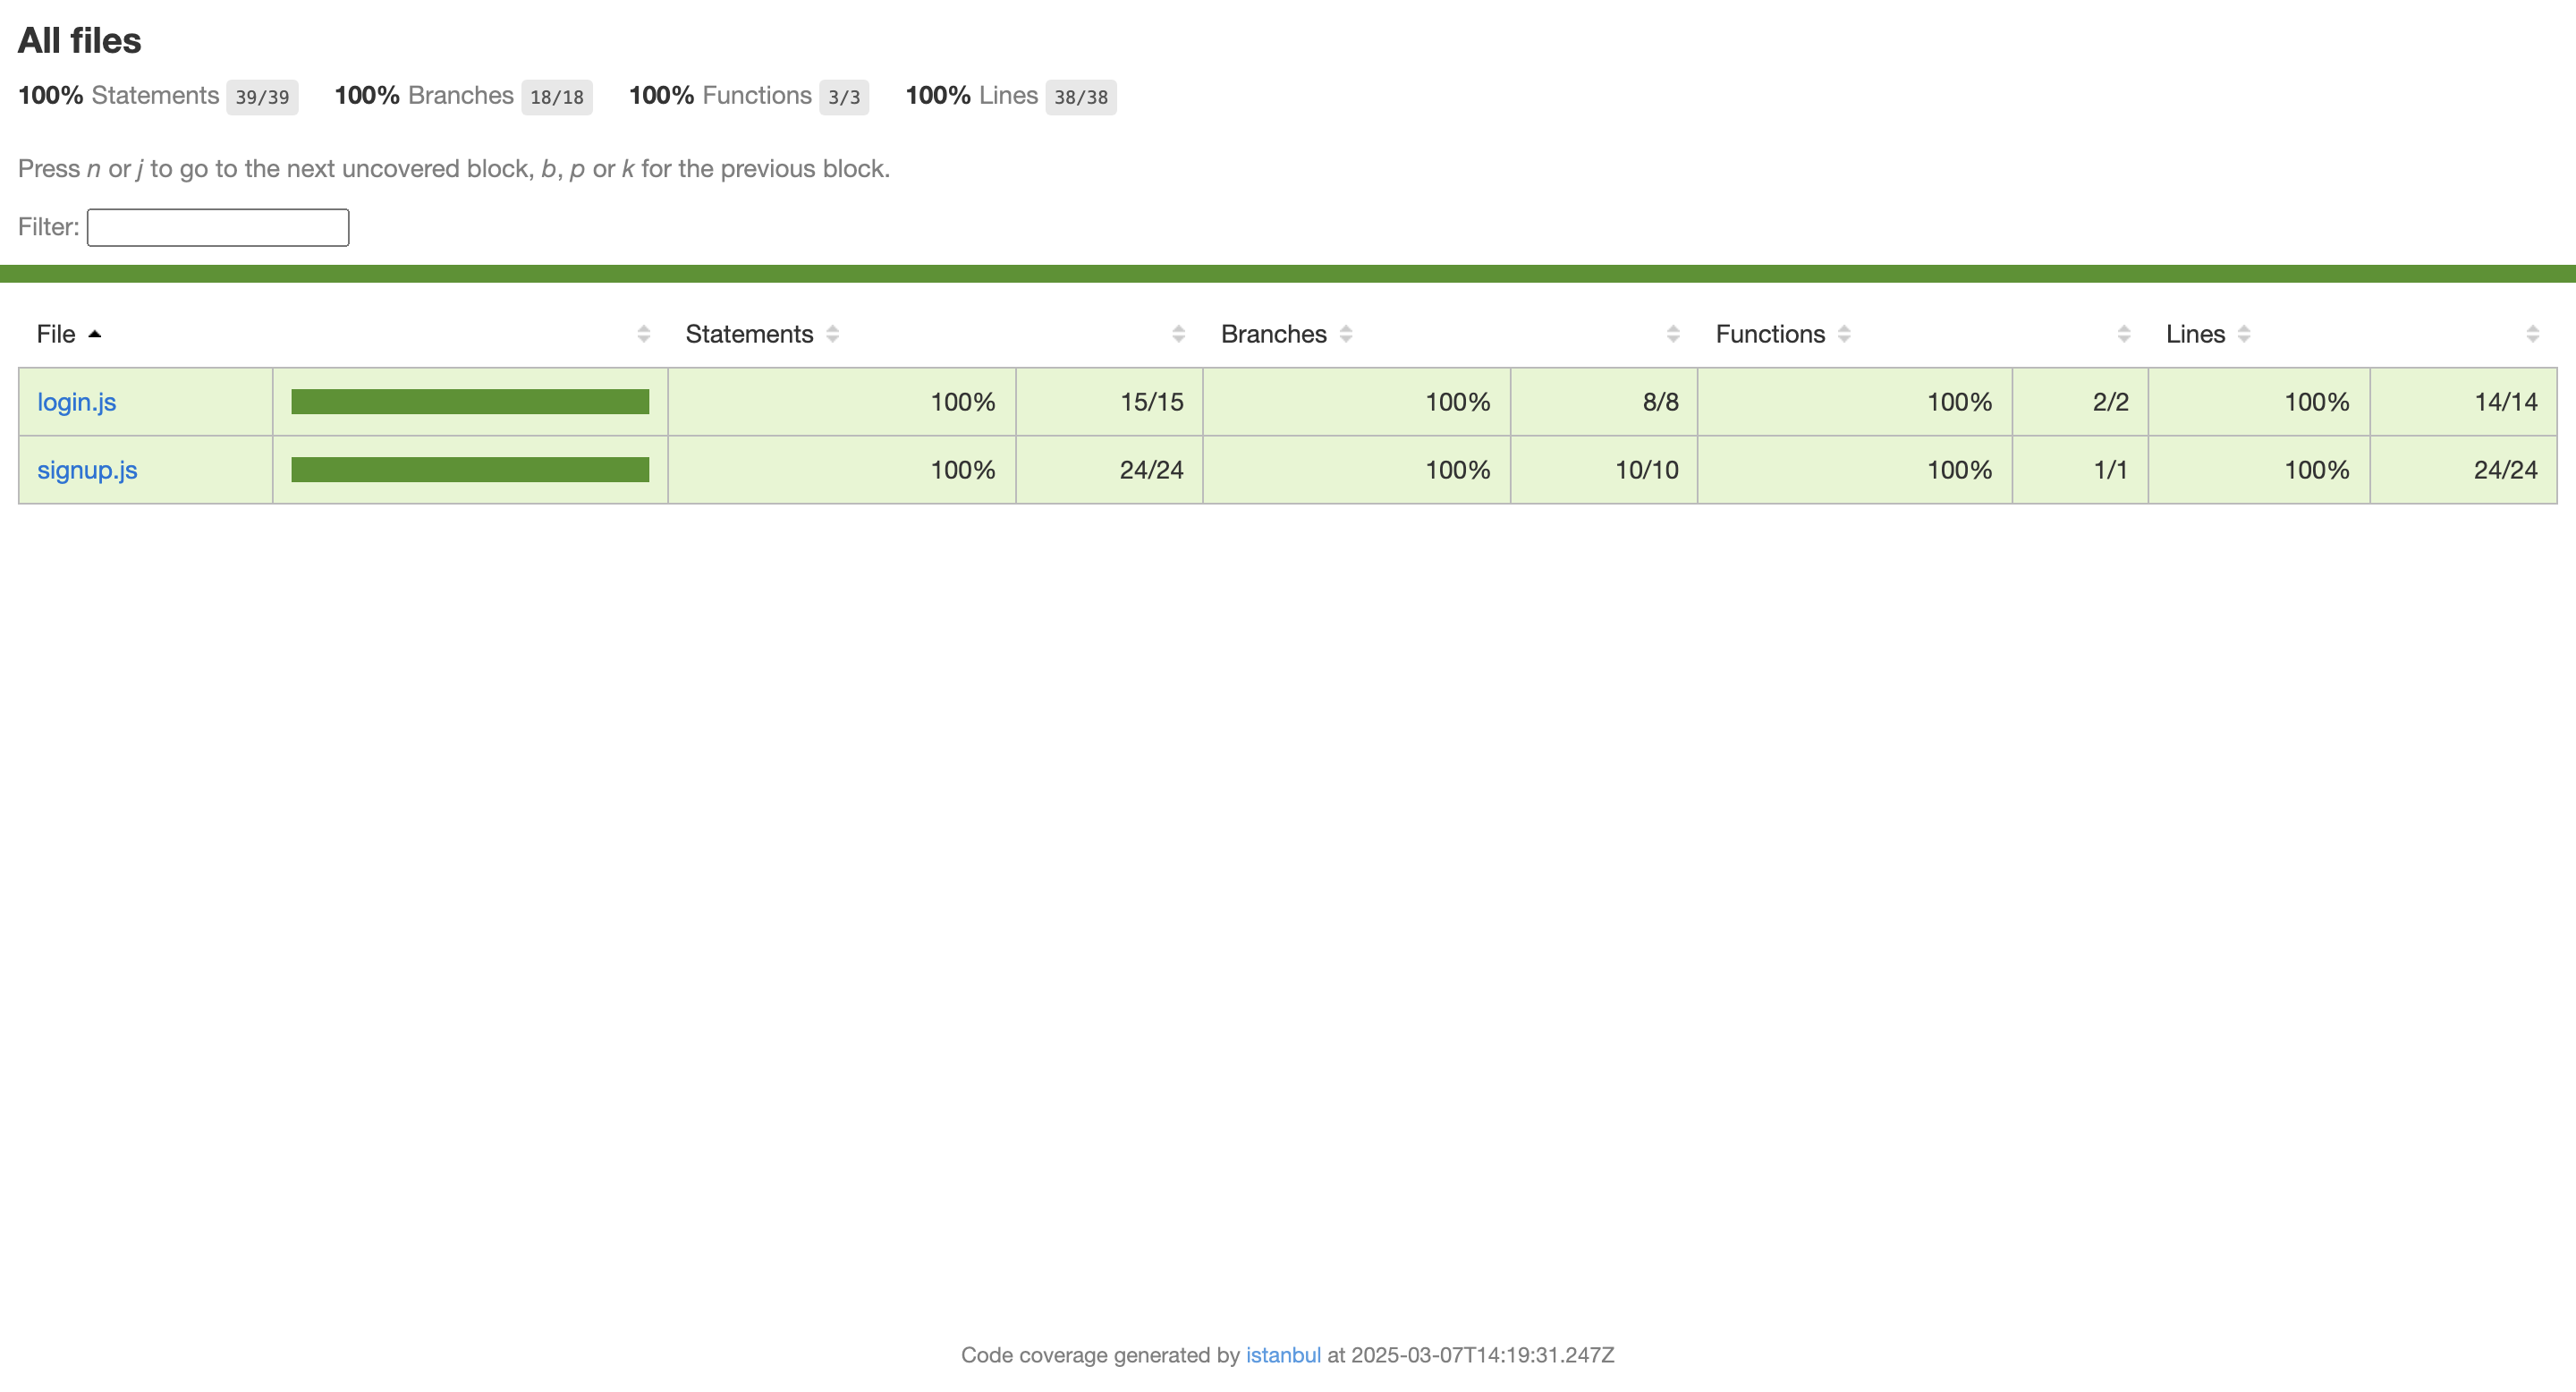 All files
100% Statements 39/39 100% Branches 18/18 100% Functions 3/3 100% Lines 38/38
Press n or j to go to the next uncovered block, b, p or k for the previous block.
Filter:
File Statements Branches Functions Lines
login.js 100% 15/15 100% 8/8 100% 2/2 100% 14/14
signup.js 100% 24/24 100% 10/10 100% 1/1 100% 24/24
Code coverage generated by istanbul at 2025-03-07T14:19:31.247Z